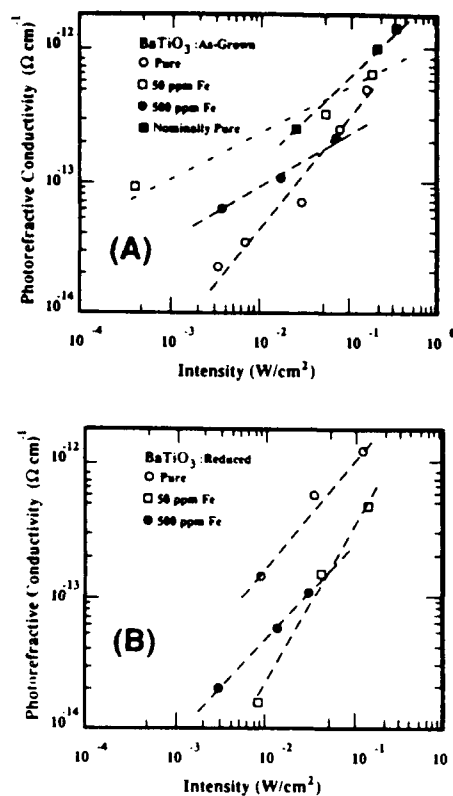 Photorefractive Conductivity (Ω cm)-1
10-12
10-13
10-14
BaTiO3 :As-Grown
Pure
50 ppm Fe
500 ppm Fe
Nominally Pure
(A)
10-4 10-3 10-2 10-1 100
Intensity (W/cm2)
Photorefractive Conductivity (Ω cm)-1
10-12
10-13
10-14
BaTiO3 :Reduced
Pure
50 ppm Fe
500 ppm Fe
(B)
10-4 10-3 10-2 10-1 100
Intensity (W/cm2)